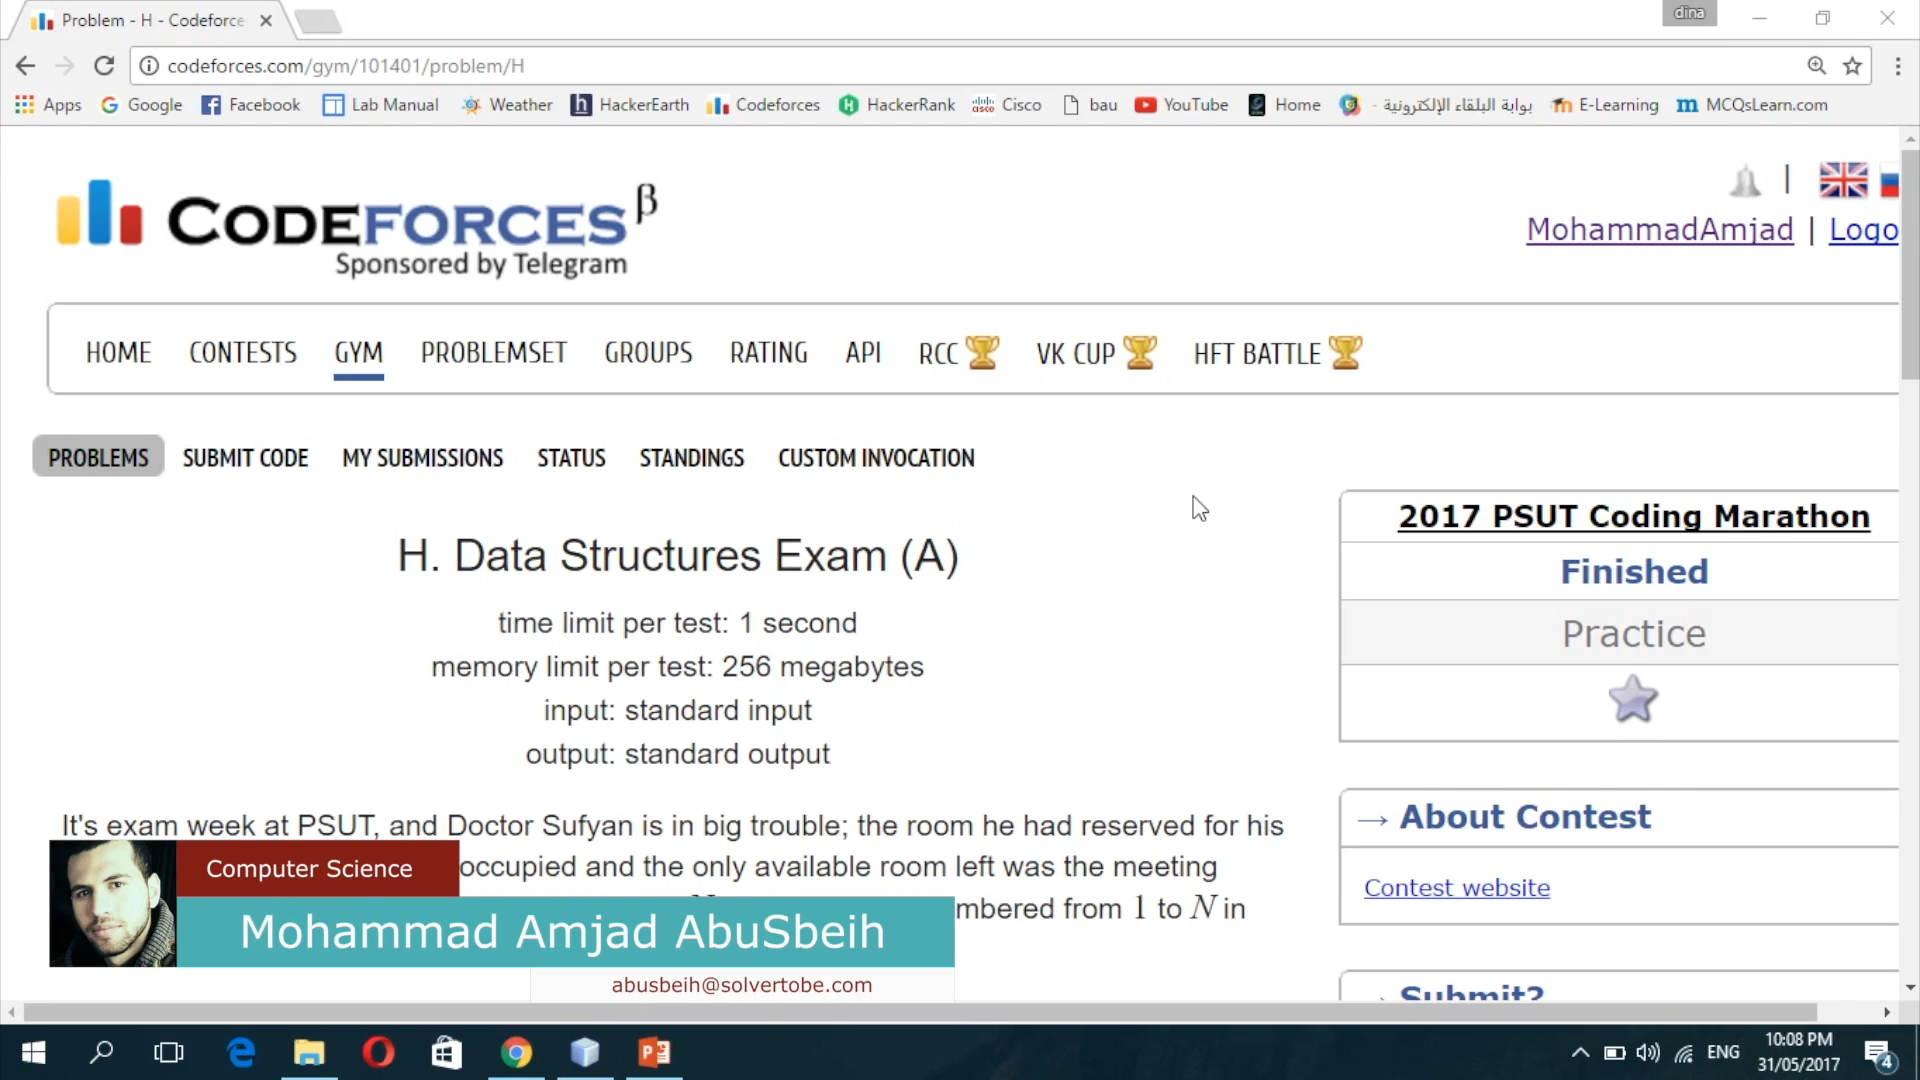 Problem - H - Codeforce
dina
codeforces.com/gym/101401/problem/H
Apps Google Facebook Lab Manual Weather HackerEarth Codeforces HackerRank Cisco bau YouTube Home بوابة البلقاء الإلكترونية - E-Learning MCQsLearn.com
CODEFORCES β
Sponsored by Telegram
MohammadAmjad | Logo
HOME CONTESTS GYM PROBLEMSET GROUPS RATING API RCC VK CUP HFT BATTLE
PROBLEMS SUBMIT CODE MY SUBMISSIONS STATUS STANDINGS CUSTOM INVOCATION
H. Data Structures Exam (A)
time limit per test: 1 second
memory limit per test: 256 megabytes
input: standard input
output: standard output
It's exam week at PSUT, and Doctor Sufyan is in big trouble; the room he had reserved for his
occupied and the only available room left was the meeting
mbered from 1 to N in
2017 PSUT Coding Marathon
Finished
Practice
→ About Contest
Contest website
→ Submit?
Computer Science
Mohammad Amjad AbuSbeih
abusbeih@solvertobe.com
ENG
10:08 PM
31/05/2017
4